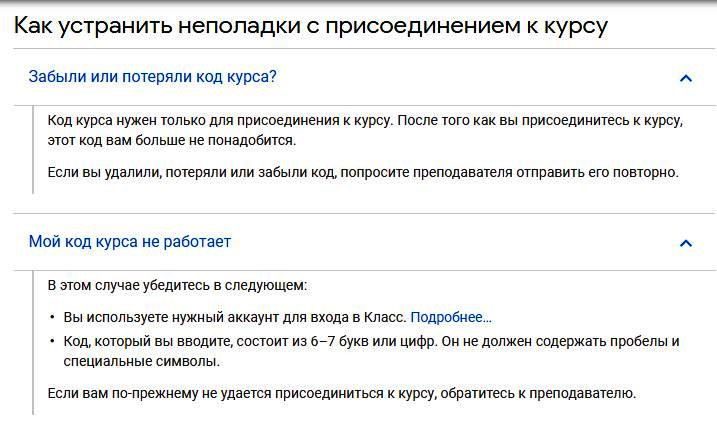 Как устранить неполадки с присоединением к курсу
Забыли или потеряли код курса?
Код курса нужен только для присоединения к курсу. После того как вы присоединитесь к курсу,
этот код вам больше не понадобится.
Если вы удалили, потеряли или забыли код, попросите преподавателя отправить его повторно.
Мой код курса не работает
В этом случае убедитесь в следующем:
• Вы используете нужный аккаунт для входа в Класс. Подробнее...
• Код, который вы вводите, состоит из 6–7 букв или цифр. Он не должен содержать пробелы и
специальные символы.
Если вам по-прежнему не удается присоединиться к курсу, обратитесь к преподавателю.